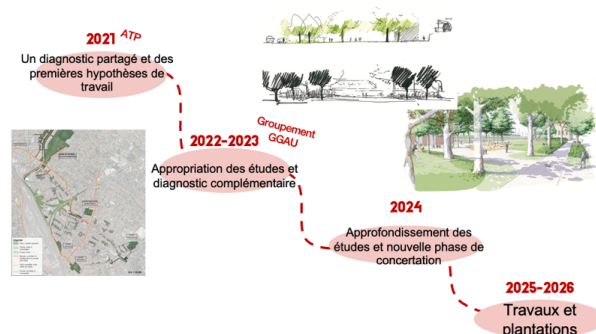 2021
ATP
Un diagnostic partagé et des
premières hypothèses de
travail
2022-2023
Groupement
GGAU
Appropriation des études et
diagnostic complémentaire
2024
Approfondissement des
études et nouvelle phase de
concertation
2025-2026
Travaux et
plantations